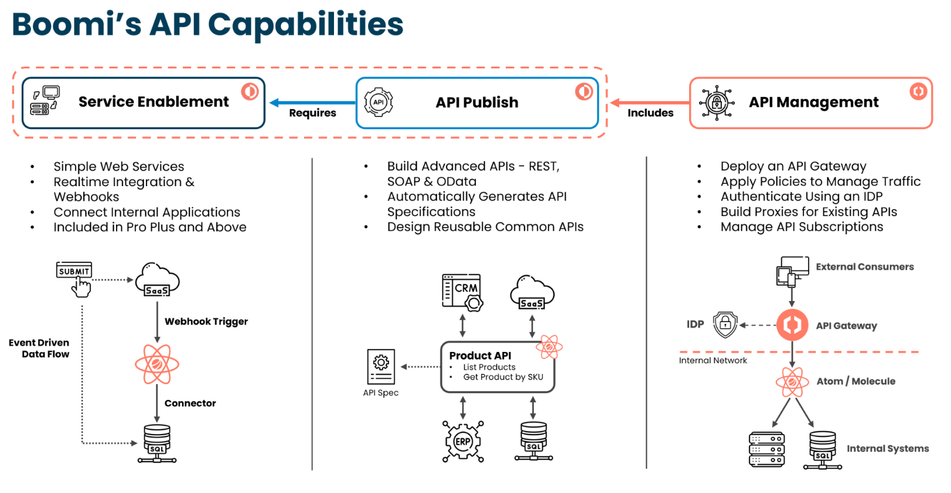 Boomi's API Capabilities
Service Enablement
Requires
API
API Publish
Includes
API Management
• Simple Web Services
• Realtime Integration &
Webhooks
• Connect Internal Applications
• Included in Pro Plus and Above
• Build Advanced APIs - REST,
SOAP & OData
• Automatically Generates API
Specifications
• Design Reusable Common APIs
• Deploy an API Gateway
• Apply Policies to Manage Traffic
• Authenticate Using an IDP
• Build Proxies for Existing APIs
• Manage API Subscriptions
SUBMIT
SaaS
Webhook Trigger
Event Driven
Data Flow
Connector
SQL
CRM
SaaS
Product API
• List Products
• Get Product by SKU
API Spec
ERP
SQL
External Consumers
IDP
API Gateway
Internal Network
Atom / Molecule
Internal Systems
SQL